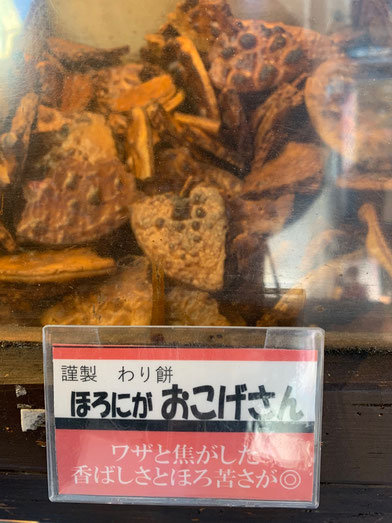 謹製　わり餅
ほろにが おこげさん
ワザと焦がした
香ばしさとほろ苦さが◎